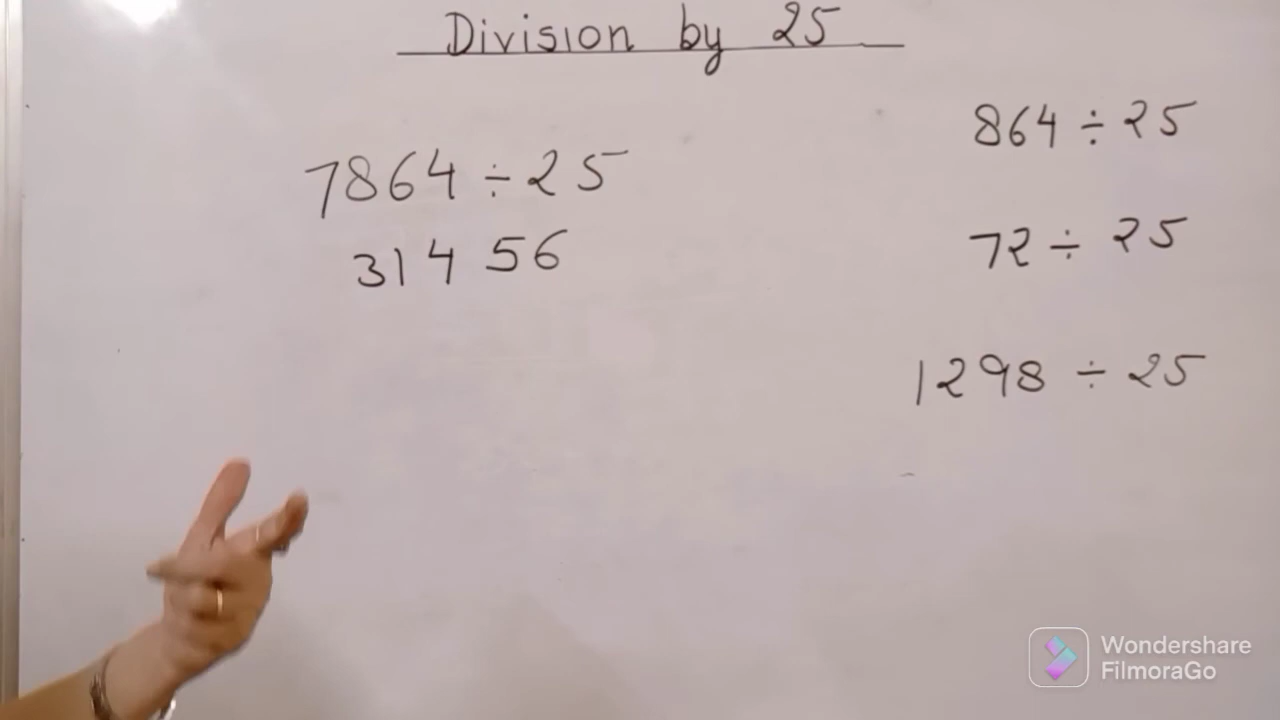 Division by 25
7864 ÷ 25
31456
864 ÷ 25
72 ÷ 25
1298 ÷ 25
Wondershare
FilmoraGo